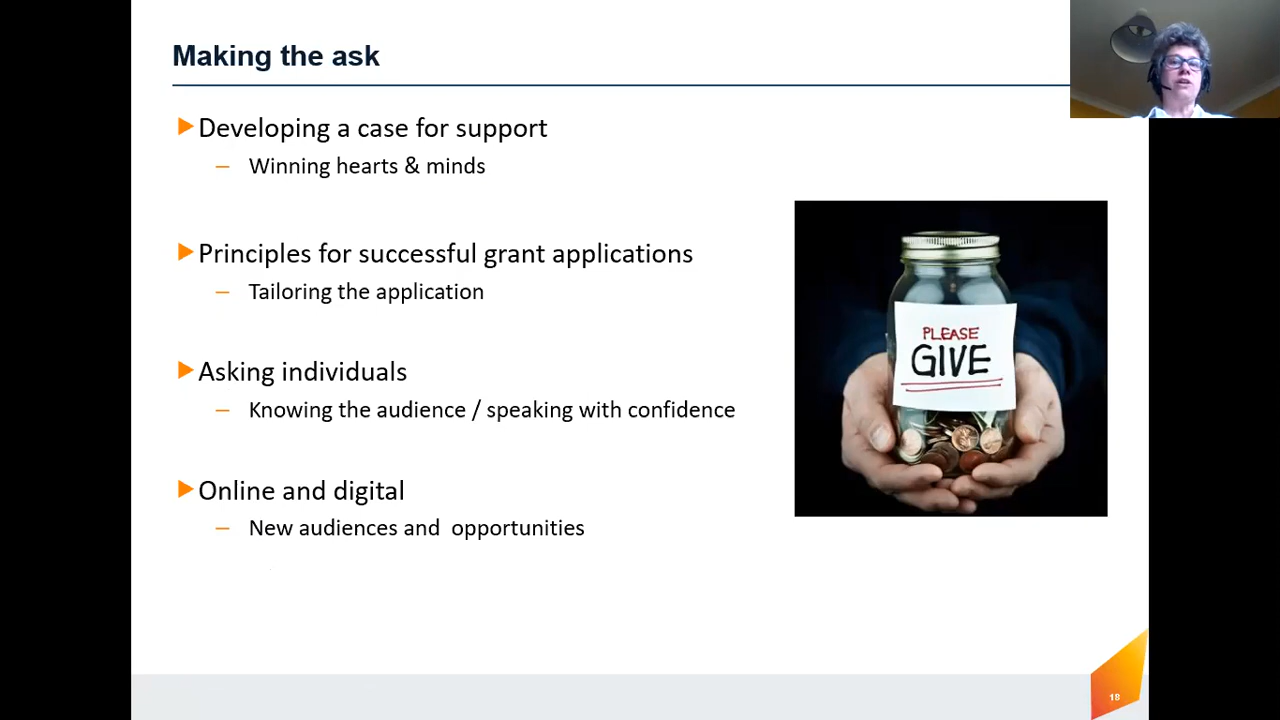 Making the ask
Developing a case for support
– Winning hearts & minds
Principles for successful grant applications
– Tailoring the application
Asking individuals
– Knowing the audience / speaking with confidence
Online and digital
– New audiences and  opportunities
PLEASE
GIVE
18